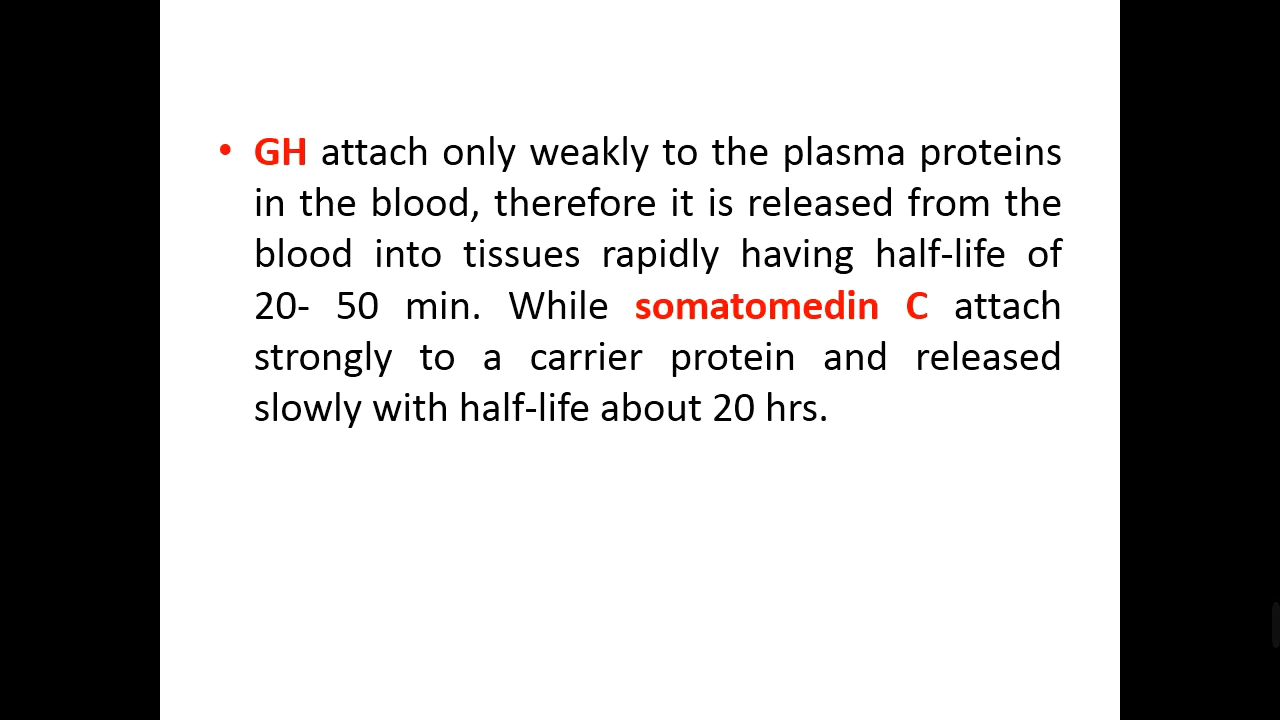 • GH attach only weakly to the plasma proteins
in the blood, therefore it is released from the
blood into tissues rapidly having half-life of
20- 50 min. While somatomedin C attach
strongly to a carrier protein and released
slowly with half-life about 20 hrs.